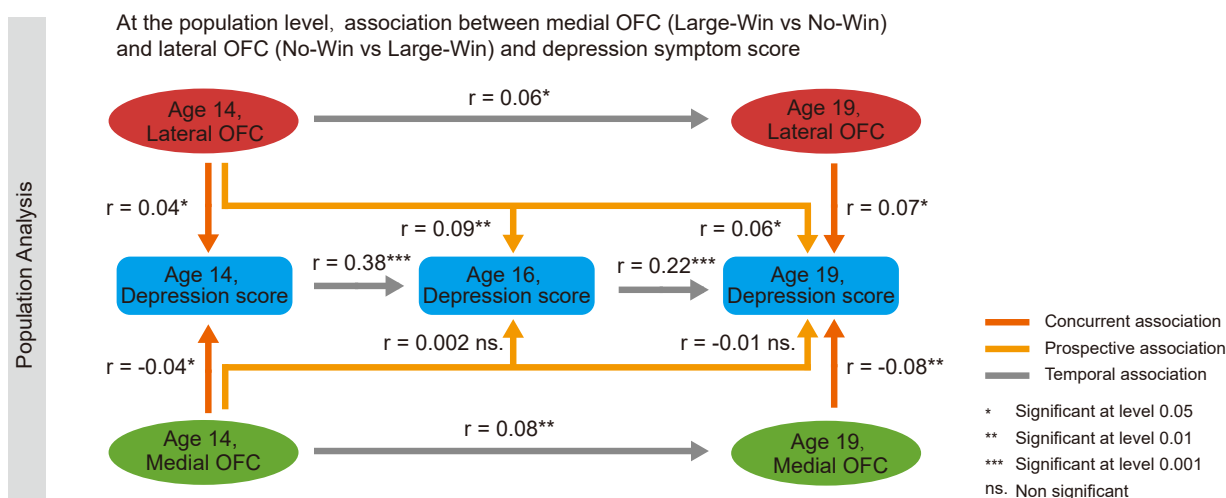 At the population level, association between medial OFC (Large-Win vs No-Win)
and lateral OFC (No-Win vs Large-Win) and depression symptom score
Population Analysis
Age 14,
Lateral OFC
r = 0.06*
Age 19,
Lateral OFC
r = 0.04*
r = 0.09**
r = 0.06*
r = 0.07*
Age 14,
Depression score
r = 0.38***
Age 16,
Depression score
r = 0.22***
Age 19,
Depression score
r = -0.04*
r = 0.002 ns.
r = -0.01 ns.
r = -0.08**
Age 14,
Medial OFC
r = 0.08**
Age 19,
Medial OFC
Concurrent association
Prospective association
Temporal association
* Significant at level 0.05
** Significant at level 0.01
*** Significant at level 0.001
ns. Non significant